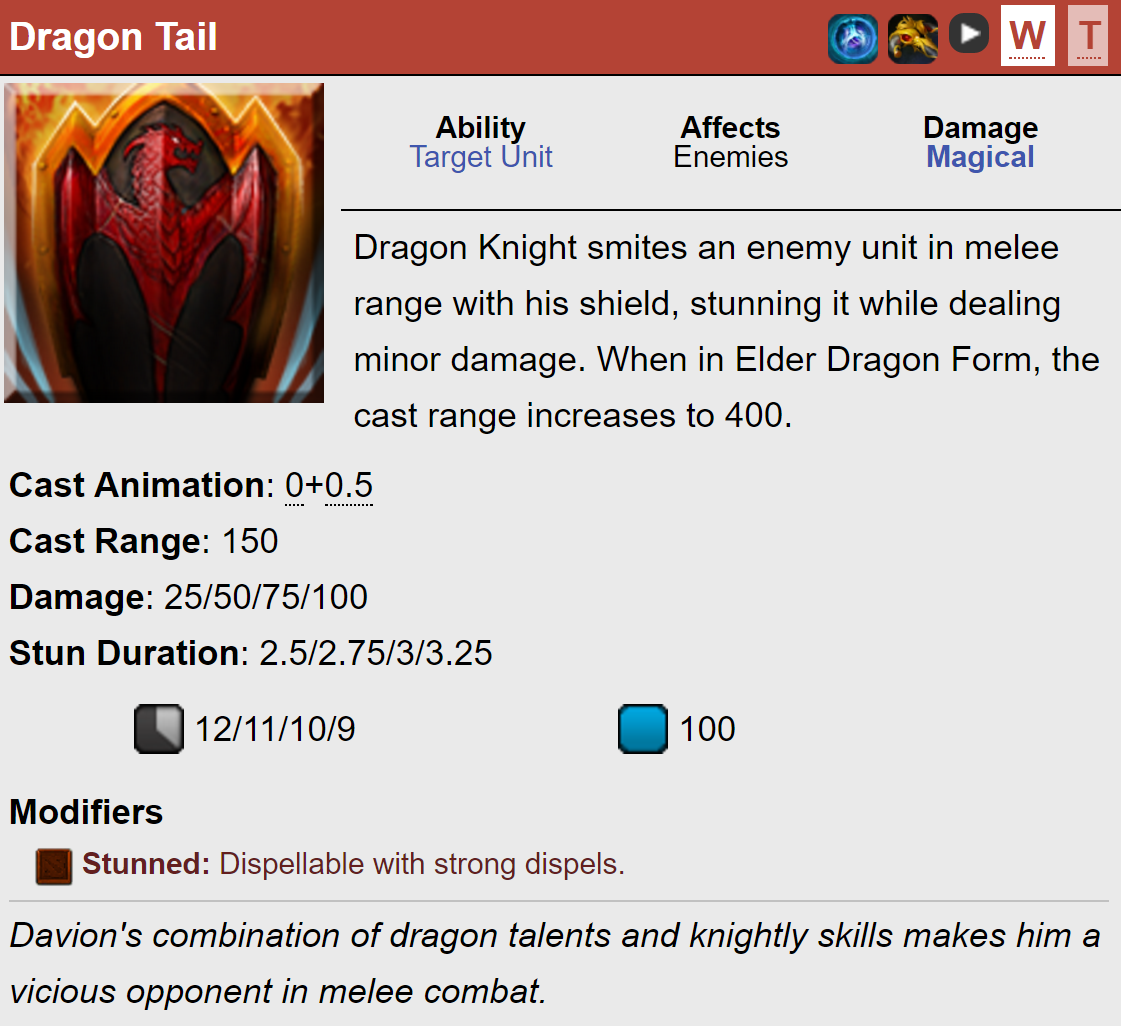 Dragon Tail
W
T
Ability
Target Unit
Affects
Enemies
Damage
Magical
Dragon Knight smites an enemy unit in melee
range with his shield, stunning it while dealing
minor damage. When in Elder Dragon Form, the
cast range increases to 400.
Cast Animation: 0+0.5
Cast Range: 150
Damage: 25/50/75/100
Stun Duration: 2.5/2.75/3/3.25
12/11/10/9
100
Modifiers
Stunned: Dispellable with strong dispels.
Davion's combination of dragon talents and knightly skills makes him a
vicious opponent in melee combat.